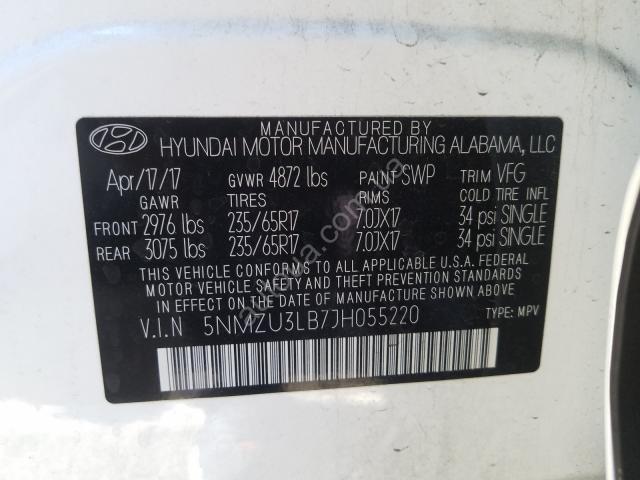 MANUFACTURED BY
HYUNDAI MOTOR MANUFACTURING ALABAMA, LLC
Apr/17/17 GVWR 4872 lbs PAINT SWP TRIM VFG
GAWR TIRES RIMS COLD TIRE INFL
FRONT 2976 lbs 235/65R17 7.0JX17 34 psi SINGLE
REAR 3075 lbs 235/65R17 7.0JX17 34 psi SINGLE
THIS VEHICLE CONFORMS TO ALL APPLICABLE U.S.A. FEDERAL
MOTOR VEHICLE SAFETY AND THEFT PREVENTION STANDARDS
IN EFFECT ON THE DATE OF MANUFACTURE SHOWN ABOVE.
V.I.N 5NMZU3LB7JH055220 TYPE: MPV